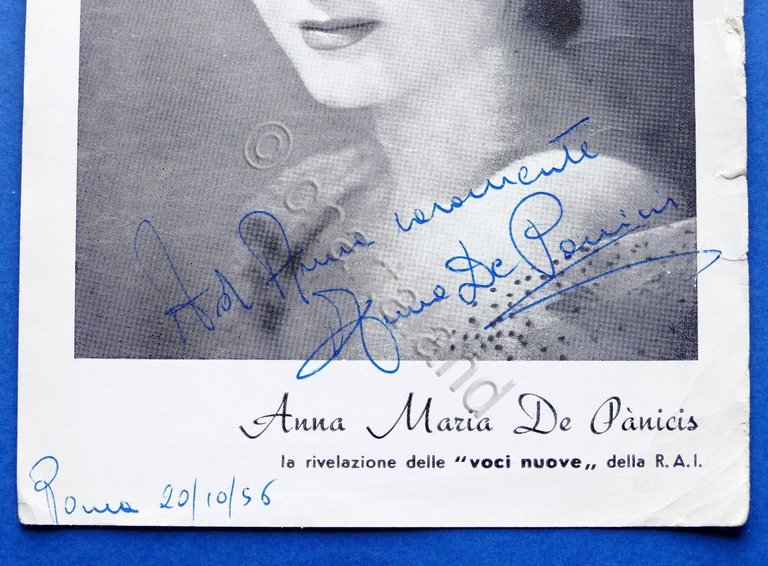 Ad Anna caramente
Anna De Panicis
Anna Maria De Pànicis
la rivelazione delle "voci nuove„ della R.A.I.
Roma 20/10/56